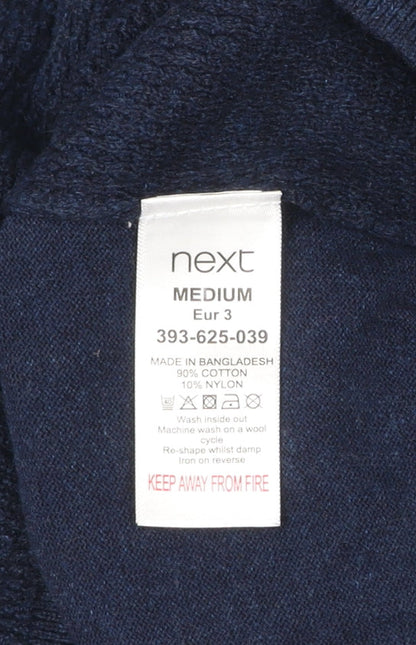 next
MEDIUM
Eur 3
393-625-039
MADE IN BANGLADESH
90% COTTON
10% NYLON
Wash inside out
Machine wash on a wool
cycle
Re-shape whilst damp
Iron on reverse
KEEP AWAY FROM FIRE